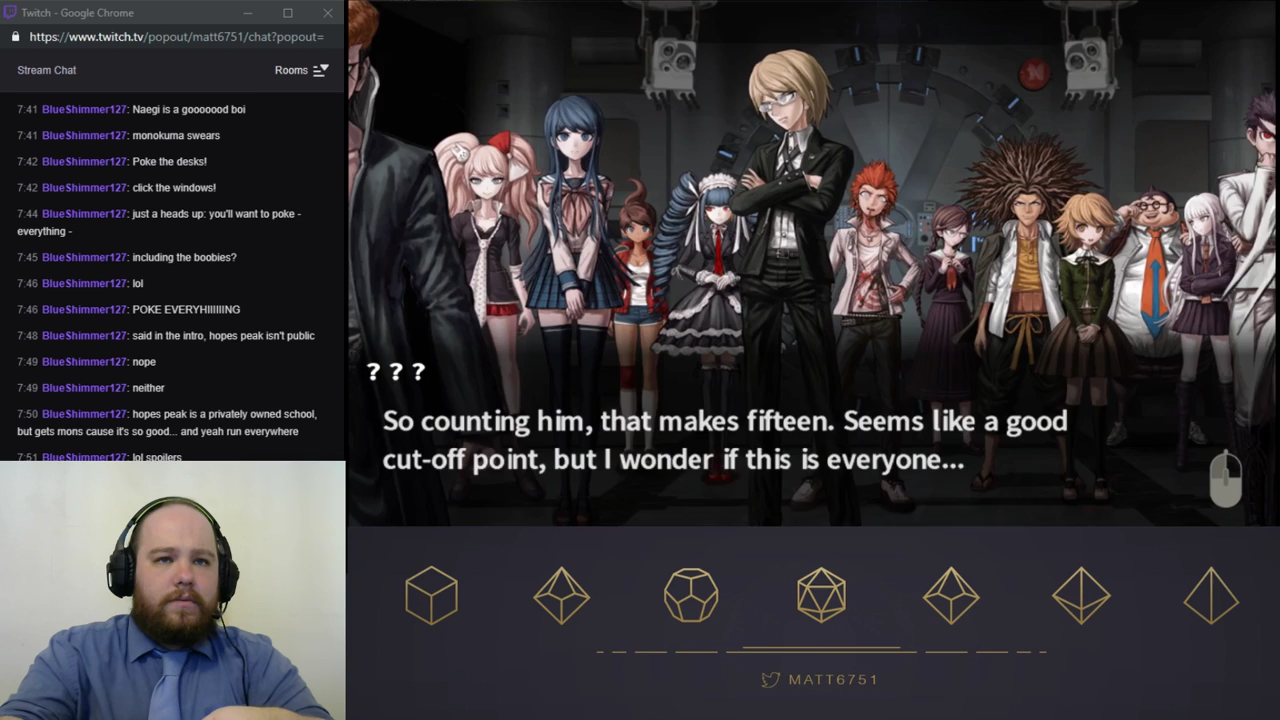 Twitch - Google Chrome
https://www.twitch.tv/popout/matt6751/chat?popout=
Stream Chat
Rooms
7:41 BlueShimmer127: Naegi is a gooooood boi
7:41 BlueShimmer127: monokuma swears
7:42 BlueShimmer127: Poke the desks!
7:42 BlueShimmer127: click the windows!
7:44 BlueShimmer127: just a heads up: you'll want to poke -
everything -
7:45 BlueShimmer127: including the boobies?
7:46 BlueShimmer127: lol
7:46 BlueShimmer127: POKE EVERYHIIIIIING
7:48 BlueShimmer127: said in the intro, hopes peak isn't public
7:49 BlueShimmer127: nope
7:49 BlueShimmer127: neither
7:50 BlueShimmer127: hopes peak is a privately owned school,
but gets mons cause it's so good... and yeah run everywhere
7:51 BlueShimmer127: lol spoilers
? ? ?
So counting him, that makes fifteen. Seems like a good
cut-off point, but I wonder if this is everyone...
MATT6751